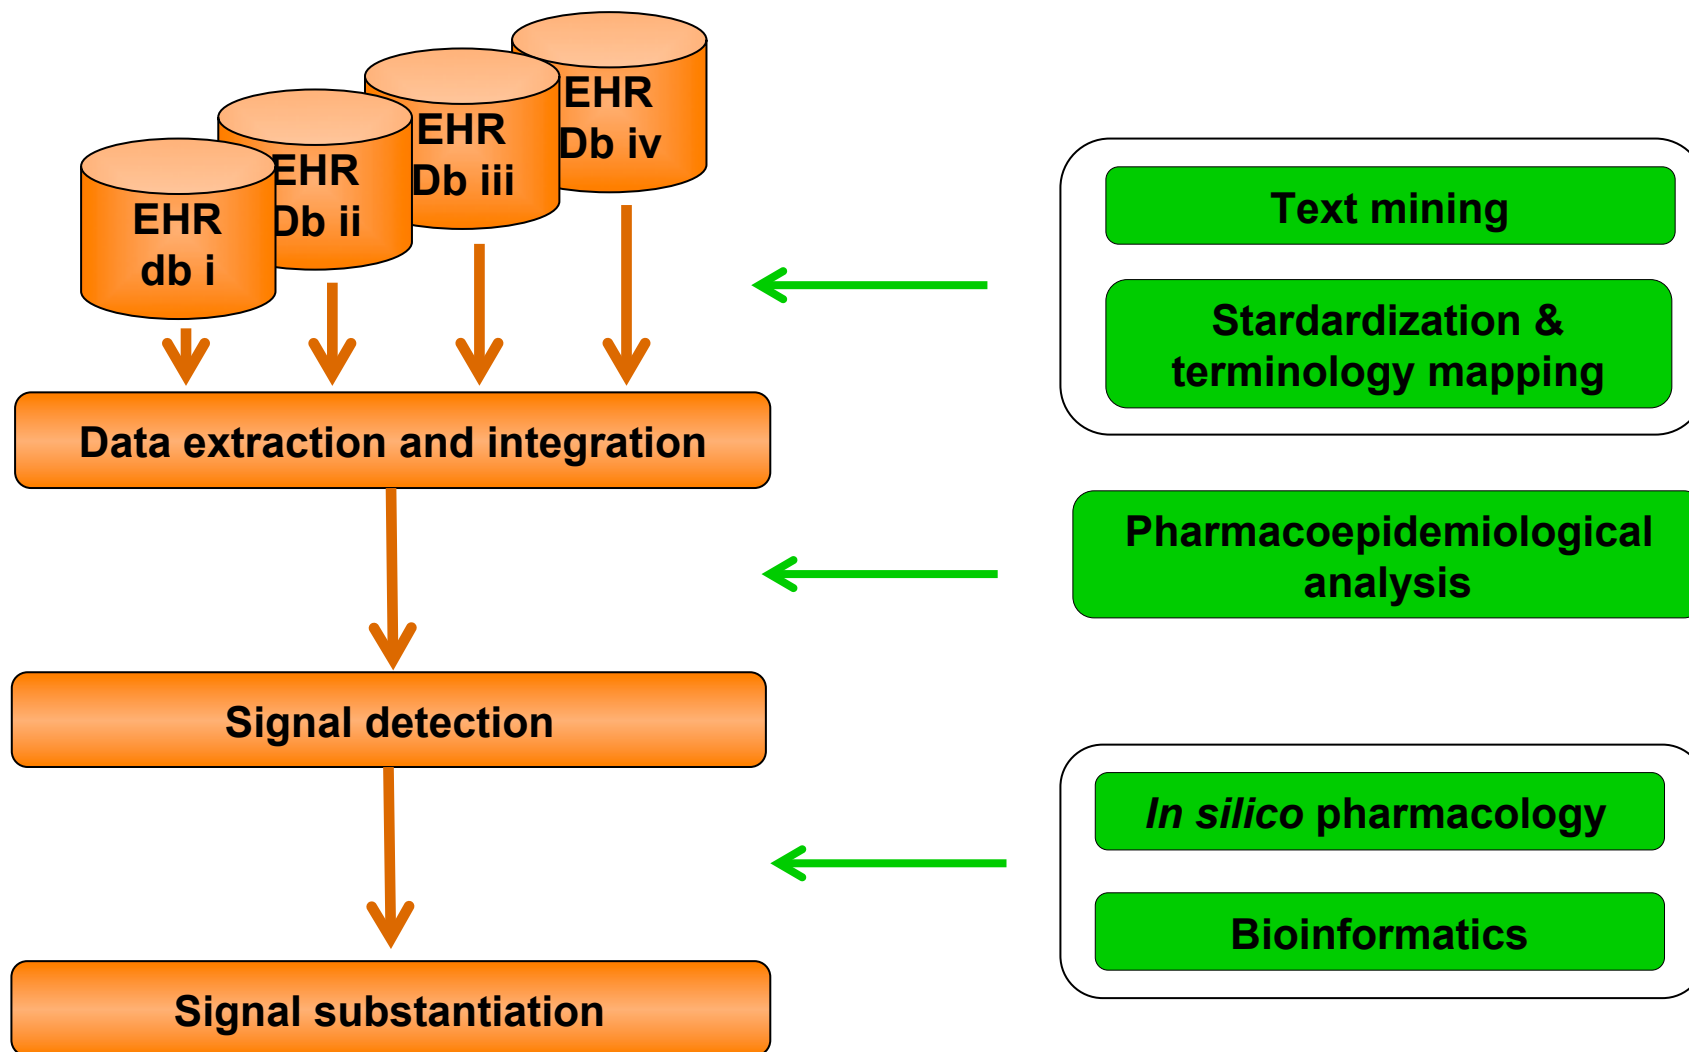 EHR
db i
EHR
Db ii
EHR
Db iii
EHR
Db iv
Data extraction and integration
Signal detection
Signal substantiation
Text mining
Stardardization &
terminology mapping
Pharmacoepidemiological
analysis
In silico pharmacology
Bioinformatics